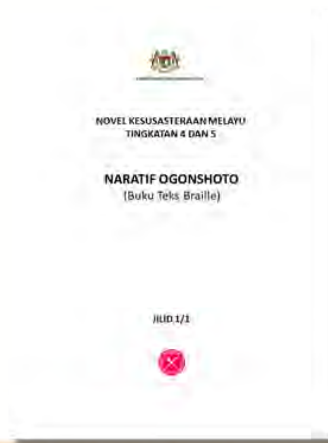 NOVEL KESUSASTERAAN MELAYU
TINGKATAN 4 DAN 5
NARATIF OGONSHOTO
(Buku Teks Braille)
JILID 1/1